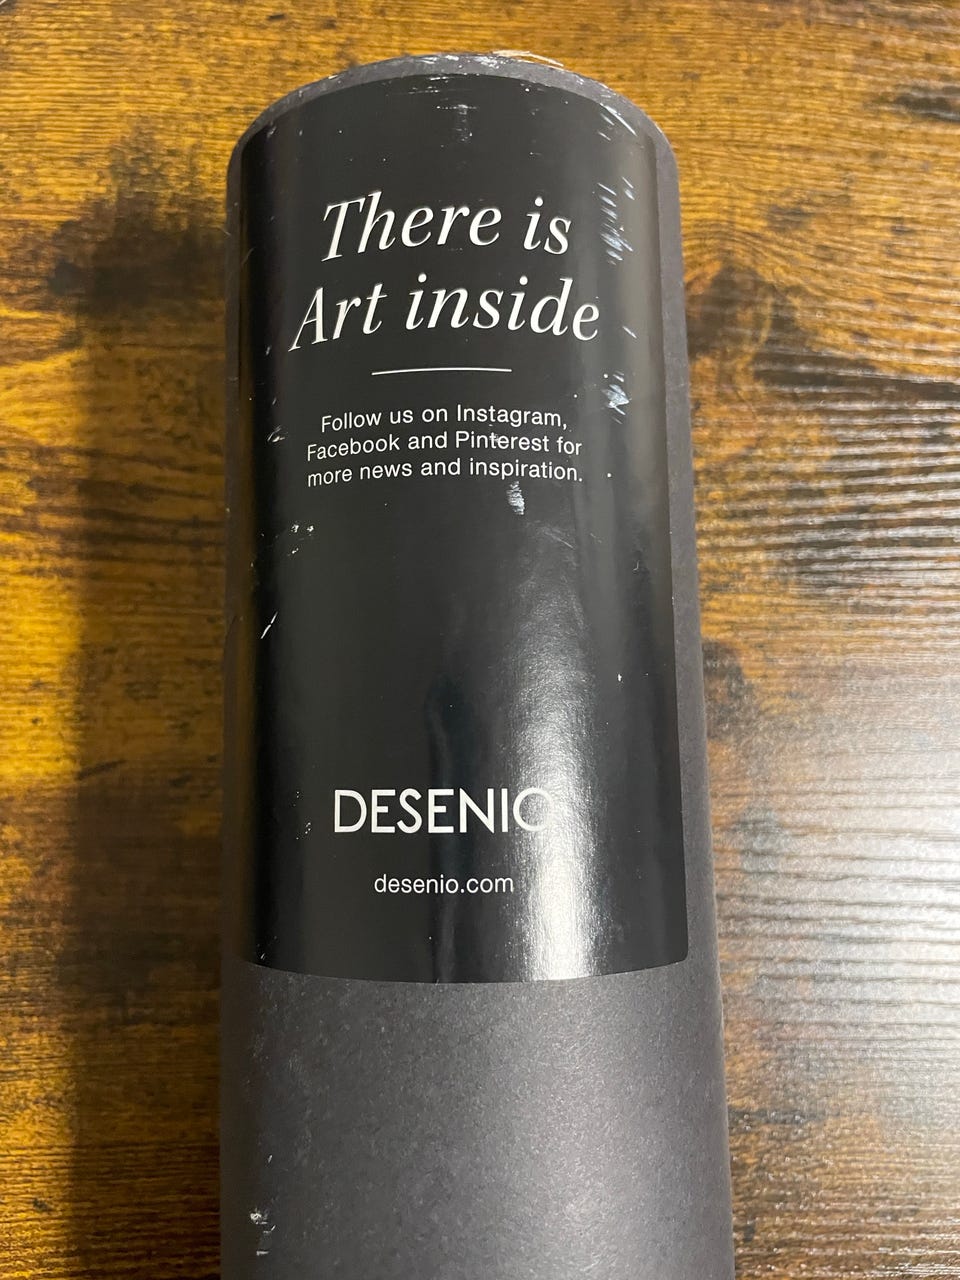 There is
Art inside
Follow us on Instagram,
Facebook and Pinterest for
more news and inspiration.
DESENIO
desenio.com